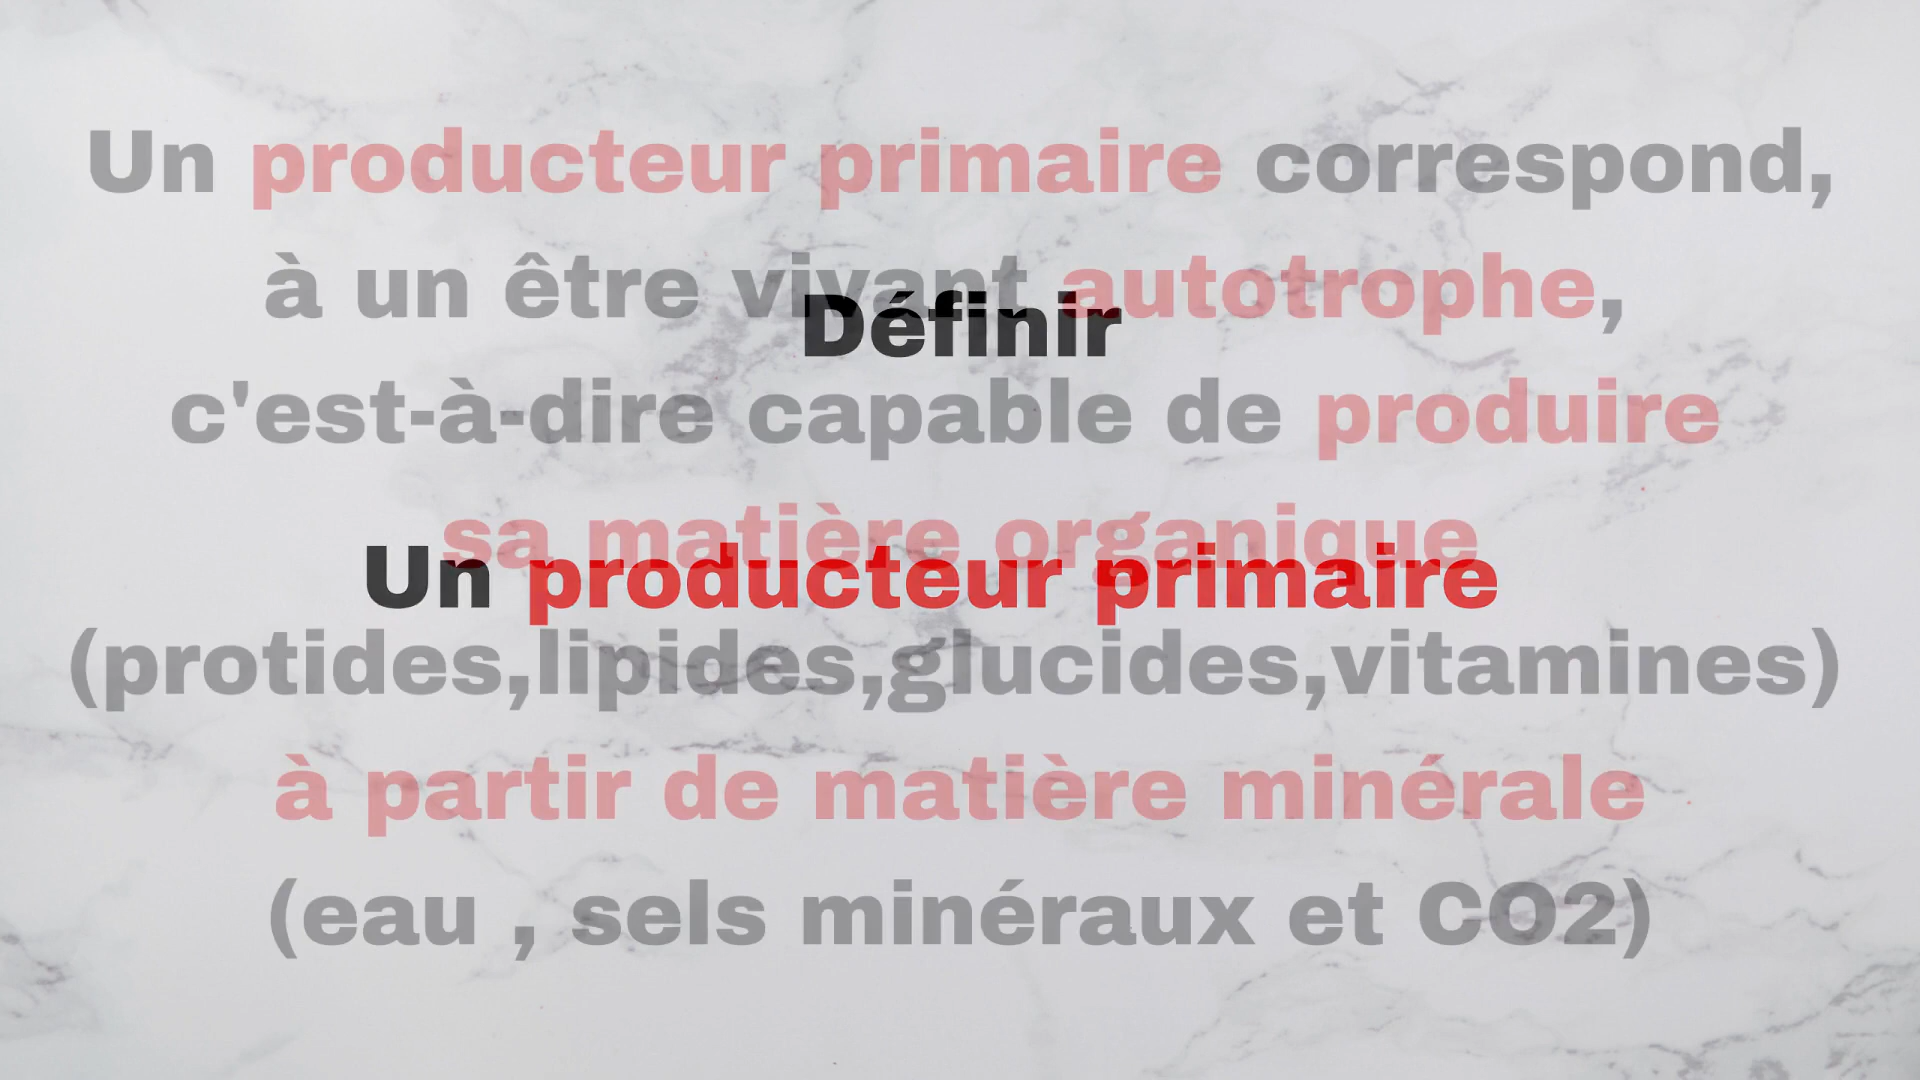 Un producteur primaire correspond,
à un être vivant autotrophe,
Définir
c'est-à-dire capable de produire
sa matière organique
Un producteur primaire
(protides,lipides,glucides,vitamines)
à partir de matière minérale
(eau , sels minéraux et CO2)